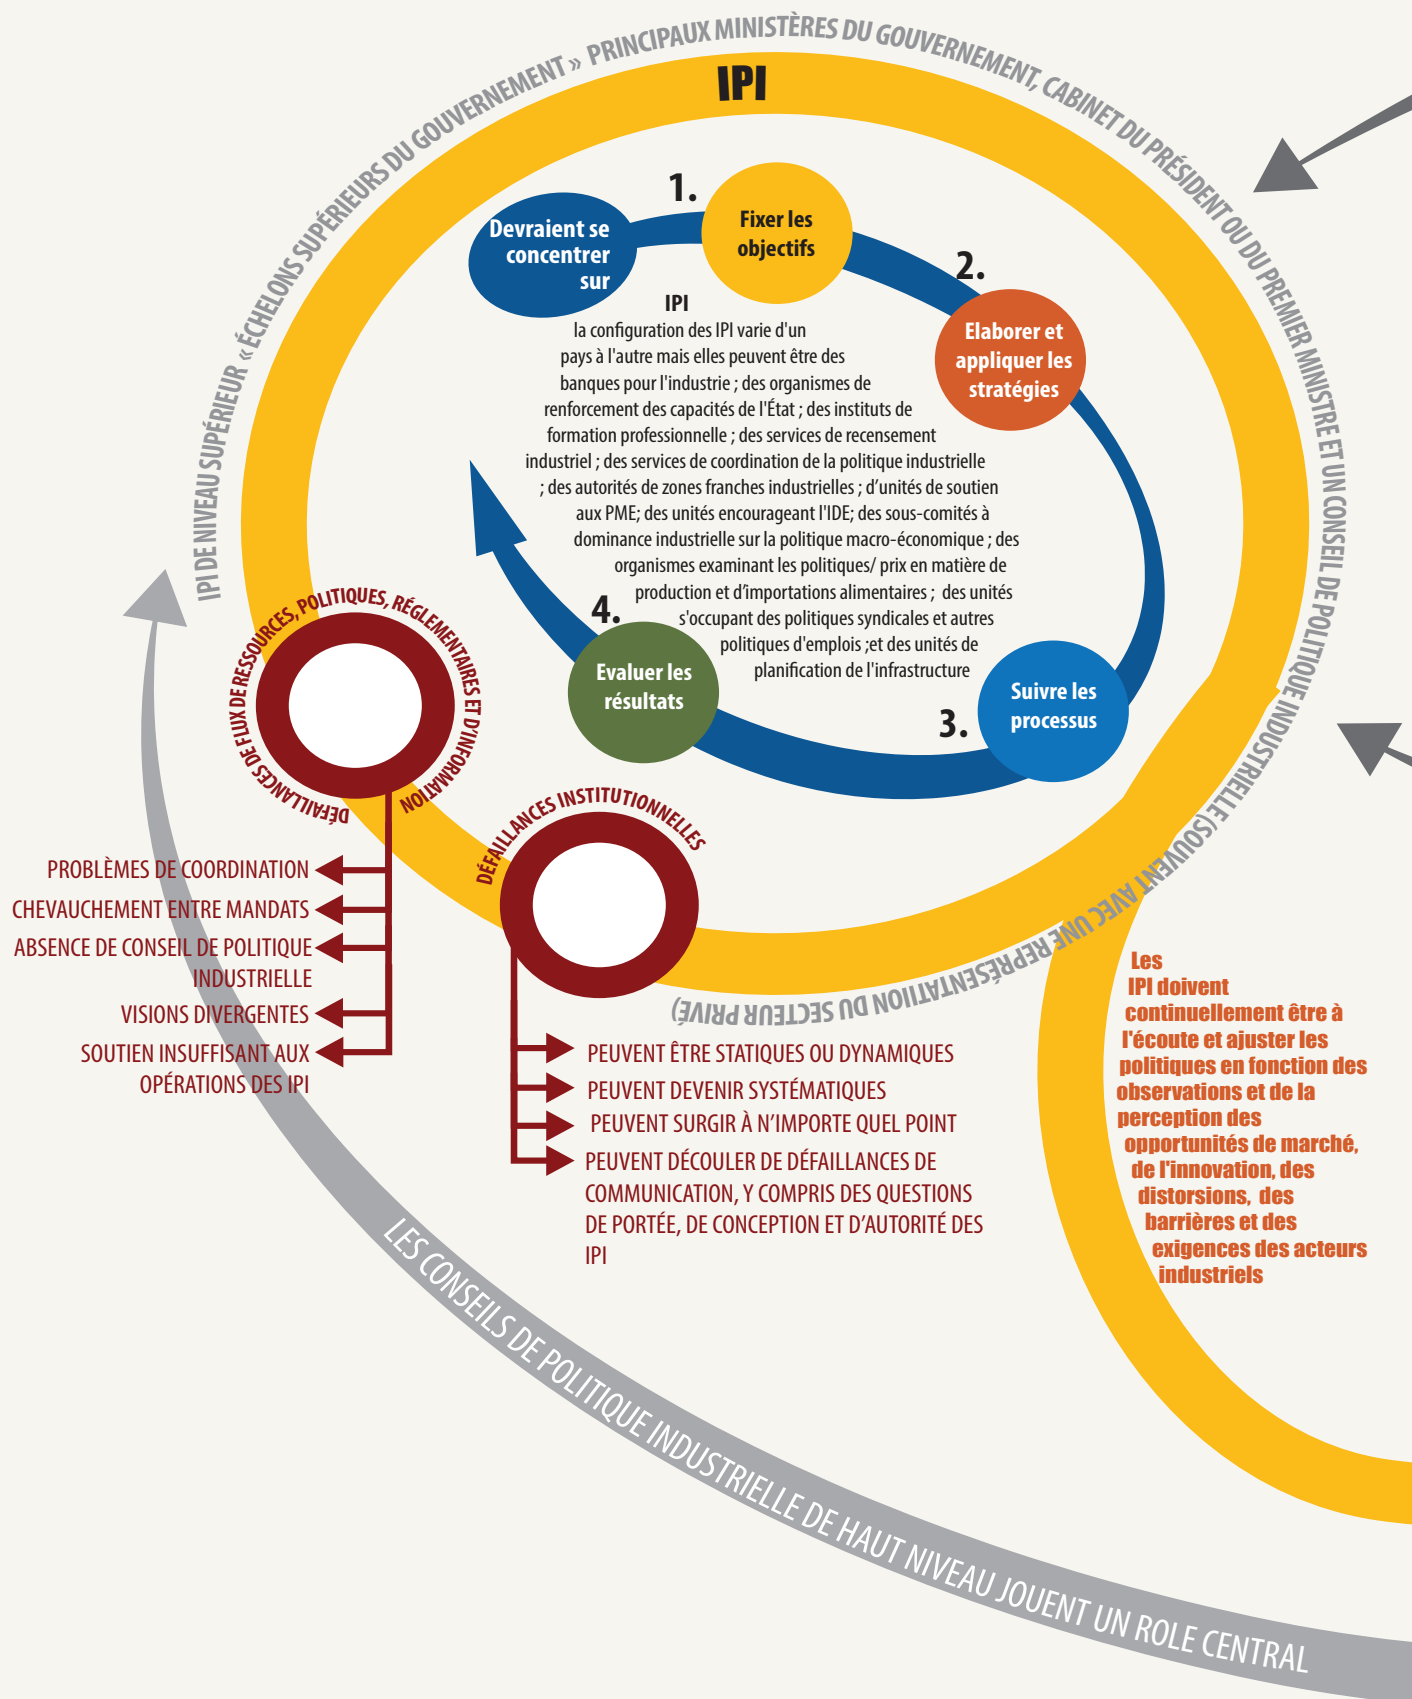 IPI DE NIVEAU SUPÉRIEUR « ÉCHELONS SUPÉRIEURS DU GOUVERNEMENT » PRINCIPAUX MINISTÈRES DU GOUVERNEMENT, CABINET DU PRÉSIDENT OU DU PREMIER MINISTRE ET UN CONSEIL DE POLITIQUE INDUSTRIELLE (SOUVENT AVEC UNE REPRÉSENTATIITION DU SECTEUR PRIVÉ)
IPI
Devraient se
concentrer
sur
1.
Fixer les
objectifs
2.
Elaborer et
appliquer les
stratégies
IPI
la configuration des IPI varie d'un
pays à l'autre mais elles peuvent être des
banques pour l'industrie ; des organismes de
renforcement des capacités de l'État ; des instituts de
formation professionnelle ; des services de recensement
industriel ; des services de coordination de la politique industrielle
; des autorités de zones franches industrielles ; d’unités de soutien
aux PME; des unités encourageant l'IDE; des sous-comités à
dominance industrielle sur la politique macro-économique ; des
organismes examinant les politiques/ prix en matière de
production et d’importations alimentaires ; des unités
s'occupant des politiques syndicales et autres
politiques d'emplois ;et des unités de
planification de l'infrastructure
3.
Suivre les
processus
4.
Evaluer les
résultats
DÉFAILLANCES DE FLUX DE RESSOURCES, POLITIQUES, RÉGLEMENTAIRES ET D'INFORMATION
PROBLÈMES DE COORDINATION
CHEVAUCHEMENT ENTRE MANDATS
ABSENCE DE CONSEIL DE POLITIQUE
INDUSTRIELLE
VISIONS DIVERGENTES
SOUTIEN INSUFFISANT AUX
OPÉRATIONS DES IPI
DÉFAILLANCES INSTITUTIONNELLES
PEUVENT ÊTRE STATIQUES OU DYNAMIQUES
PEUVENT DEVENIR SYSTÉMATIQUES
PEUVENT SURGIR À N’IMPORTE QUEL POINT
PEUVENT DÉCOULER DE DÉFAILLANCES DE
COMMUNICATION, Y COMPRIS DES QUESTIONS
DE PORTÉE, DE CONCEPTION ET D’AUTORITÉ DES
IPI
Les
IPI doivent
continuellement être à
l'écoute et ajuster les
politiques en fonction des
observations et de la
perception des
opportunités de marché,
de l'innovation, des
distorsions, des
barrières et des
exigences des acteurs
industriels
LES CONSEILS DE POLITIQUE INDUSTRIELLE DE HAUT NIVEAU JOUENT UN ROLE CENTRAL